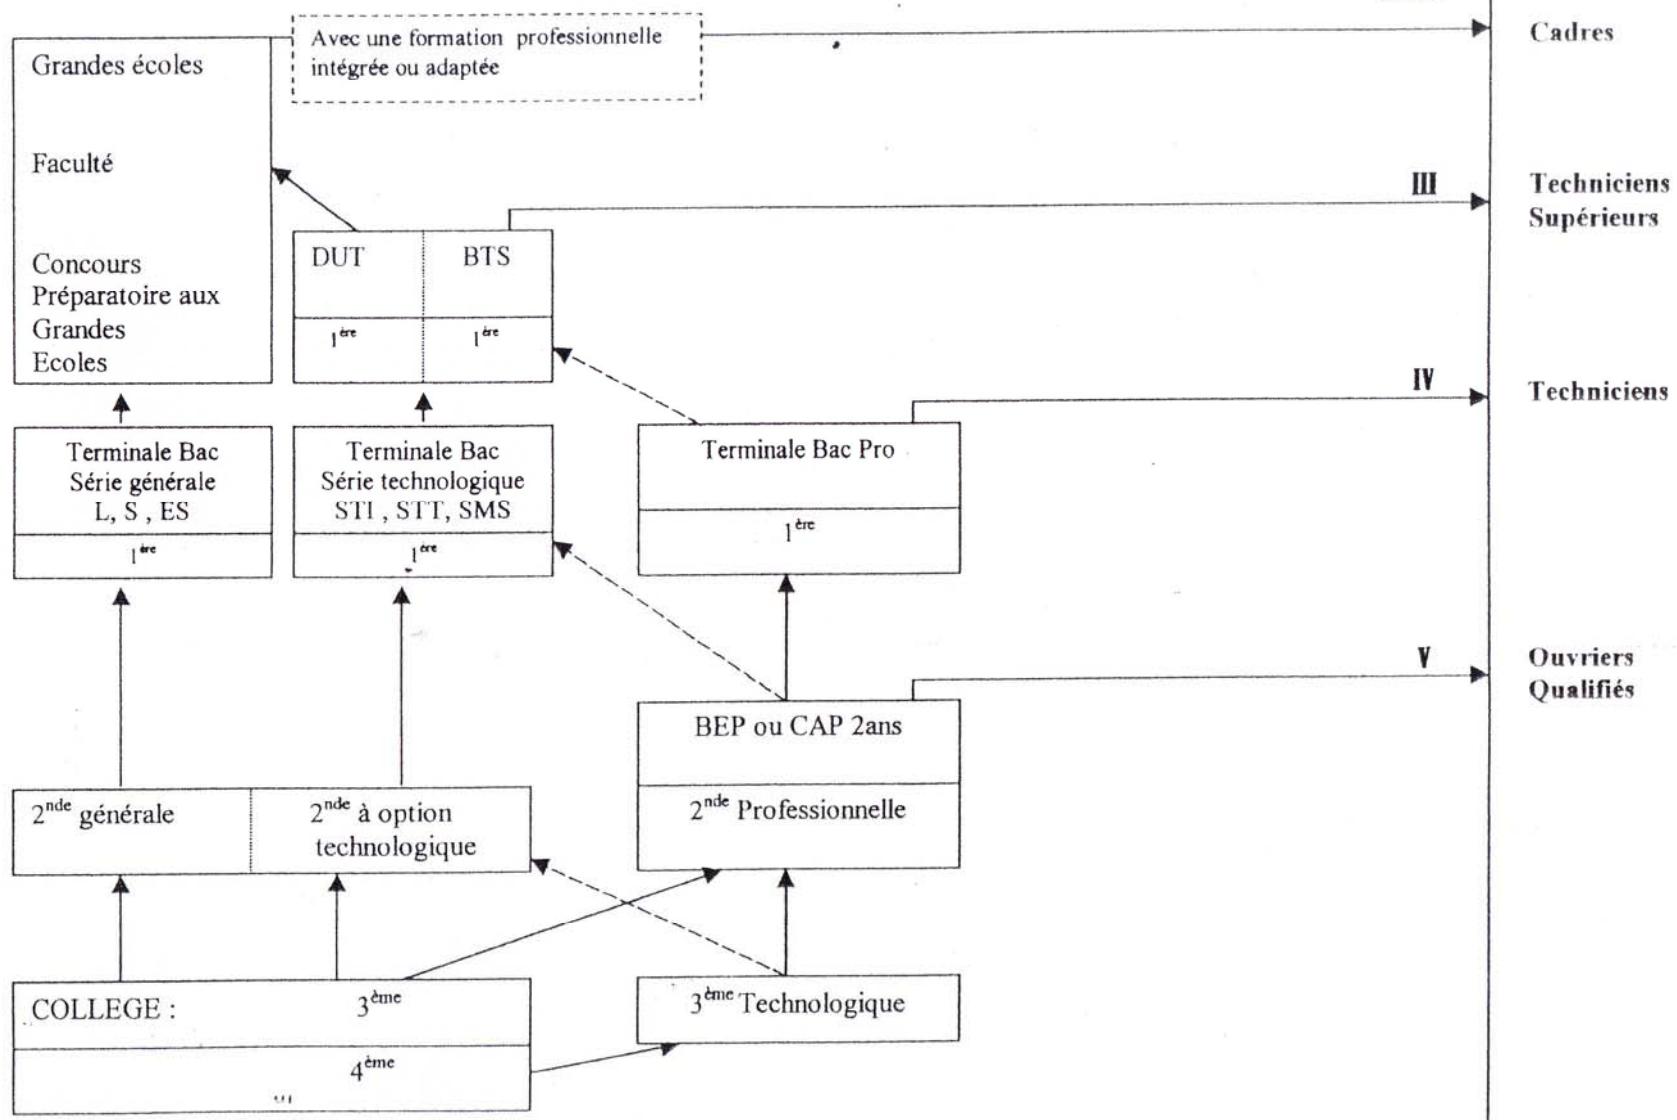 Avec une formation professionnelle
intégrée ou adaptée
Cadres
Grandes écoles
Faculté
Concours
Préparatoire aux
Grandes
Ecoles
III
Techniciens
Supérieurs
DUT
BTS
1ère
1ère
IV
Techniciens
Terminale Bac
Série générale
L, S , ES
1ère
Terminale Bac
Série technologique
STI , STT, SMS
1ère
Terminale Bac Pro
1ère
V
Ouvriers
Qualifiés
BEP ou CAP 2ans
2nde Professionnelle
2nde générale
2nde à option
technologique
COLLEGE : 3ème
4ème
3ème Technologique